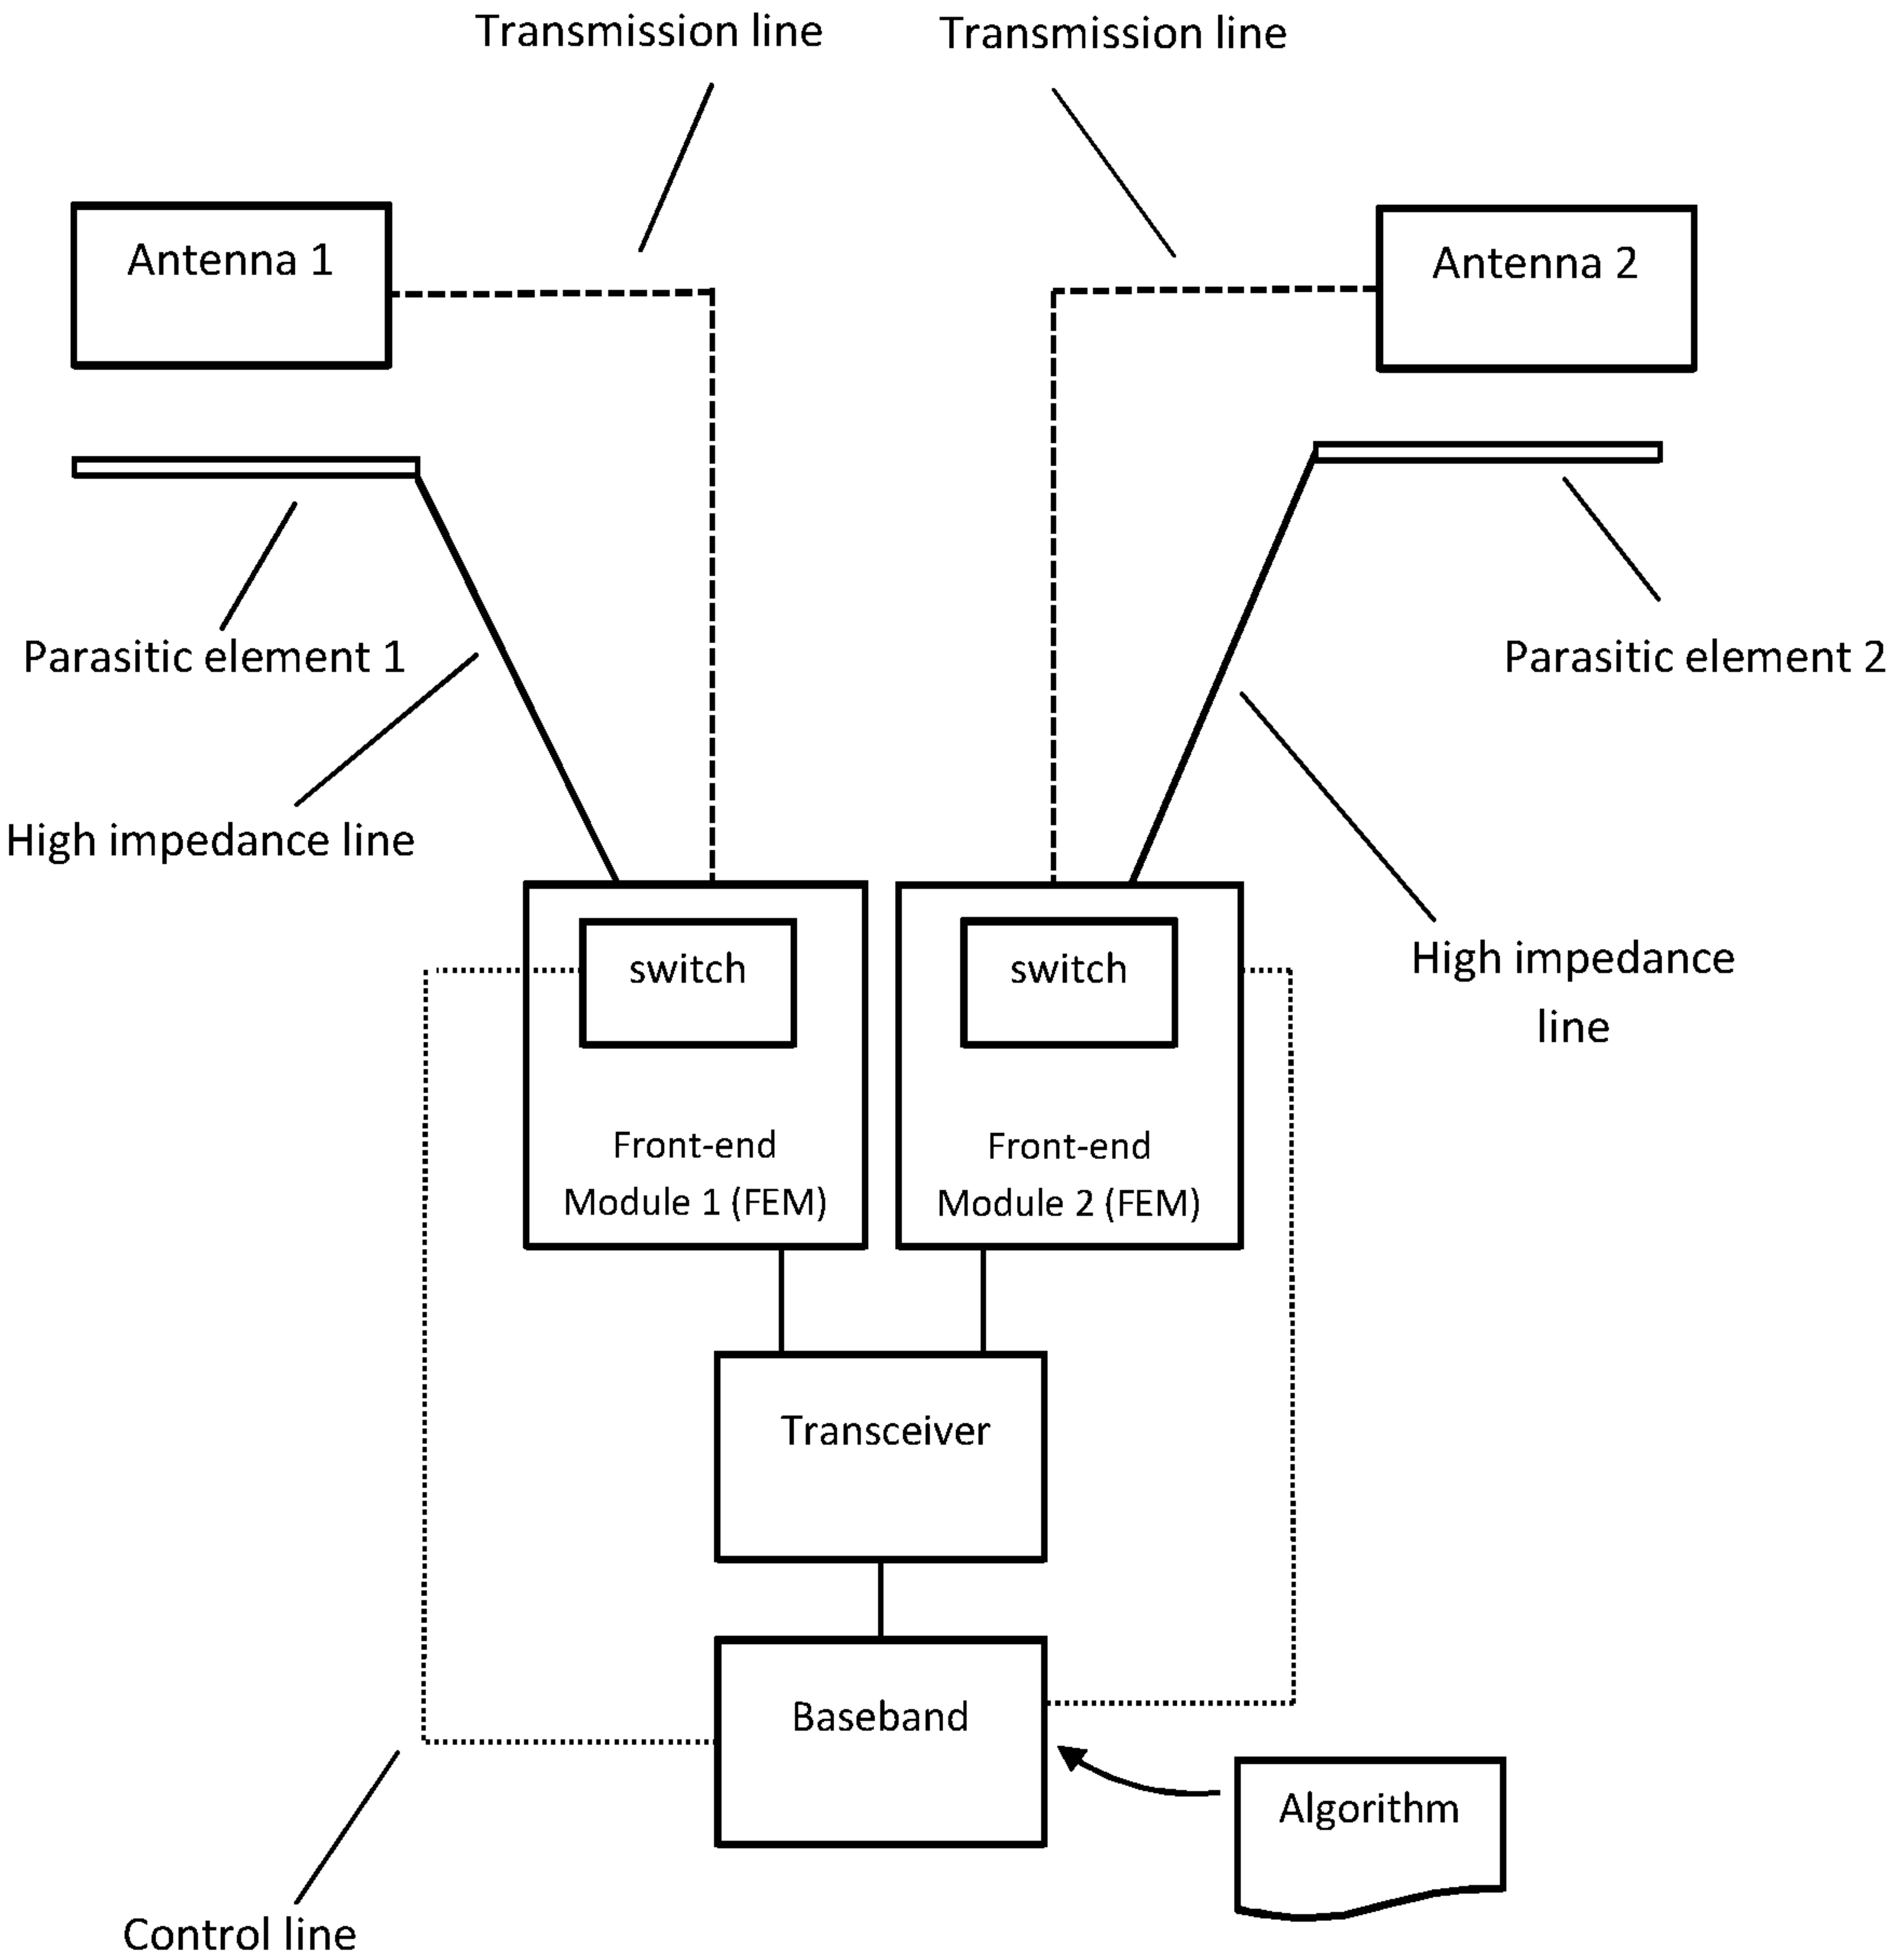 Transmission line
Transmission line
Antenna 1
Antenna 2
Parasitic element 1
Parasitic element 2
High impedance line
switch
switch
High impedance
line
Front-end
Module 1 (FEM)
Front-end
Module 2 (FEM)
Transceiver
Baseband
Algorithm
Control line